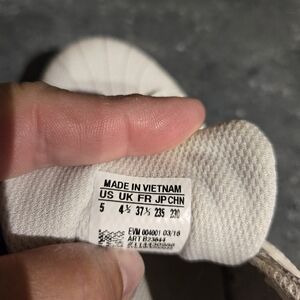 MADE IN VIETNAM
US UK FR JP CHN
5 4½ 37⅓ 235 230
EVM 004001 03/16
ART B23644